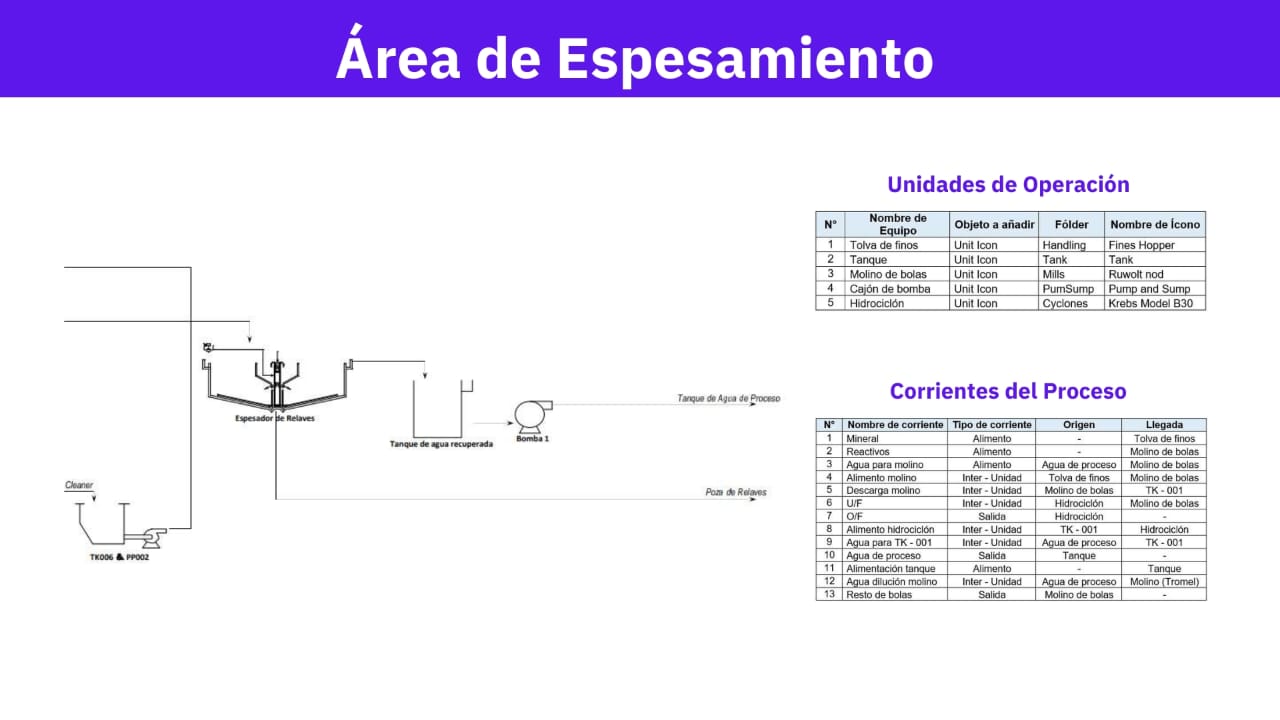 Área de Espesamiento
Unidades de Operación
N° Nombre de Equipo Objeto a añadir Fólder Nombre de Ícono
1 Tolva de finos Unit Icon Handling Fines Hopper
2 Tanque Unit Icon Tank Tank
3 Molino de bolas Unit Icon Mills Ruwolt nod
4 Cajón de bomba Unit Icon PumSump Pump and Sump
5 Hidrociclón Unit Icon Cyclones Krebs Model B30
Espesador de Relaves
Tanque de agua recuperada
Bomba 1
Tanque de Agua de Proceso
Poza de Relaves
Cleaner
TK006 & PP002
Corrientes del Proceso
N° Nombre de corriente Tipo de corriente Origen Llegada
1 Mineral Alimento - Tolva de finos
2 Reactivos Alimento - Molino de bolas
3 Agua para molino Alimento Agua de proceso Molino de bolas
4 Alimento molino Inter - Unidad Tolva de finos Molino de bolas
5 Descarga molino Inter - Unidad Molino de bolas TK - 001
6 U/F Inter - Unidad Hidrociclón Molino de bolas
7 O/F Salida Hidrociclón -
8 Alimento hidrociclón Inter - Unidad TK - 001 Hidrociclón
9 Agua para TK - 001 Inter - Unidad Agua de proceso TK - 001
10 Agua de proceso Salida Tanque -
11 Alimentación tanque Alimento - Tanque
12 Agua dilución molino Inter - Unidad Agua de proceso Molino (Tromel)
13 Resto de bolas Salida Molino de bolas -